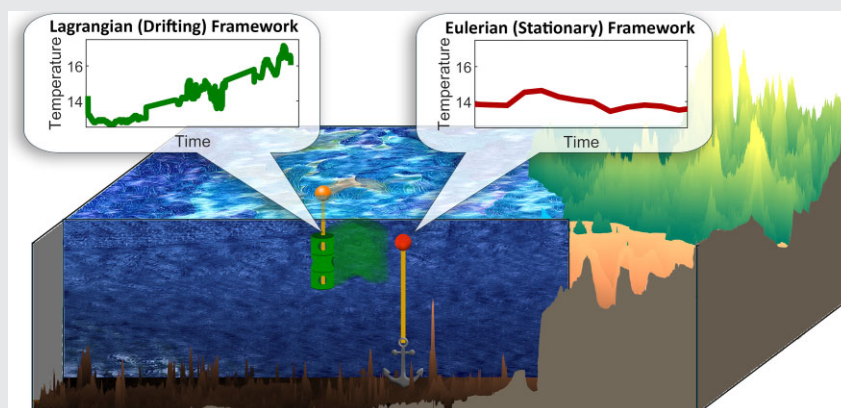 Lagrangian (Drifting) Framework
Temperature
16
14
Time
Eulerian (Stationary) Framework
Temperature
16
14
Time